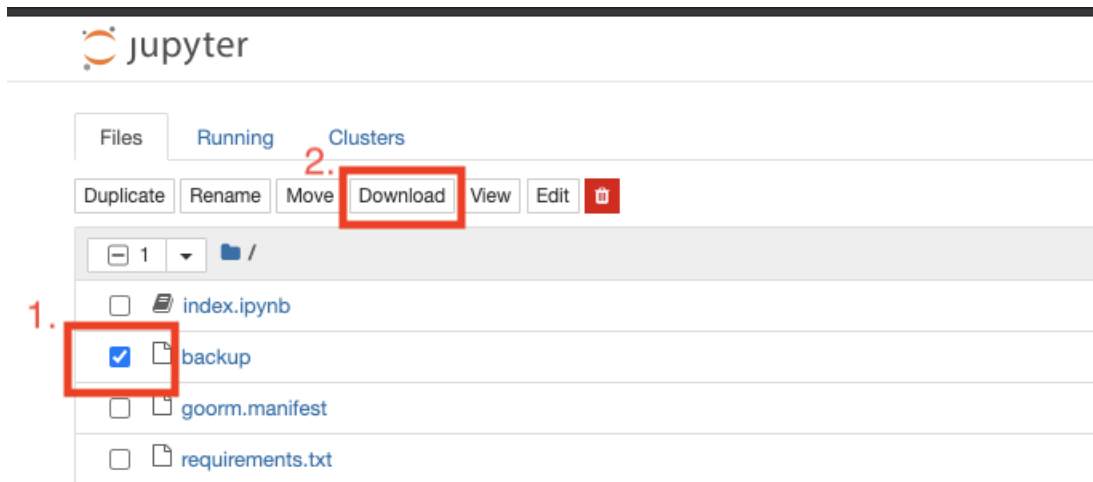 jupyter
Files Running Clusters
2.
Duplicate Rename Move Download View Edit
1 /
index.ipynb
1.
backup
goorm.manifest
requirements.txt